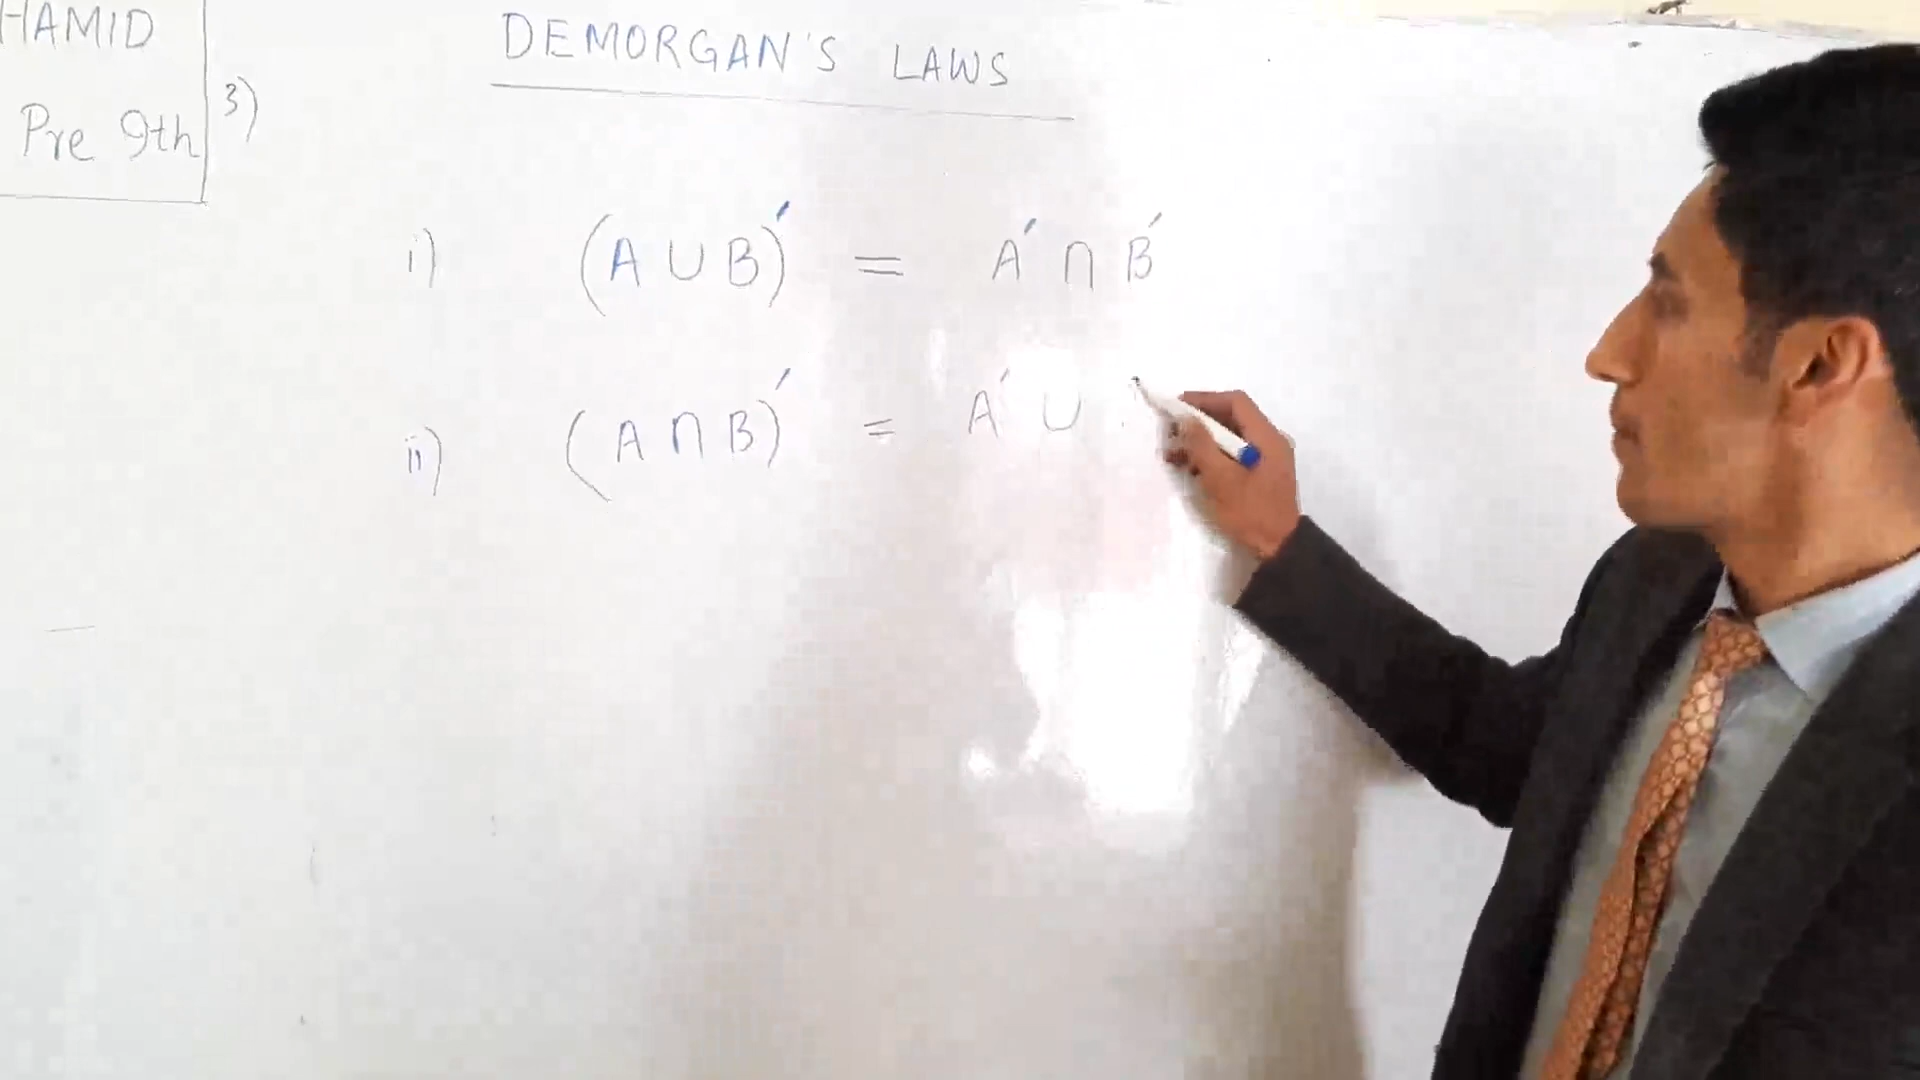 HAMID
Pre 9th
3)
DEMORGAN'S LAWS
i) (A ∪ B)′ = A′ ∩ B′
ii) (A ∩ B)′ = A′ ∪